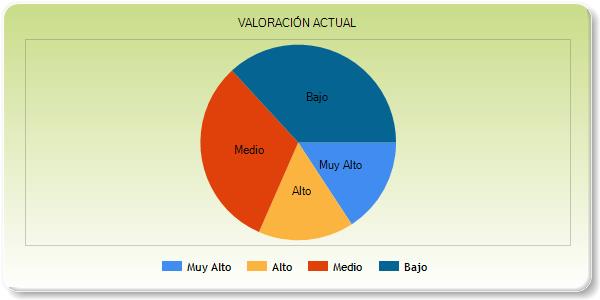 VALORACIÓN ACTUAL
Bajo
Medio
Muy Alto
Alto
Muy Alto Alto Medio Bajo